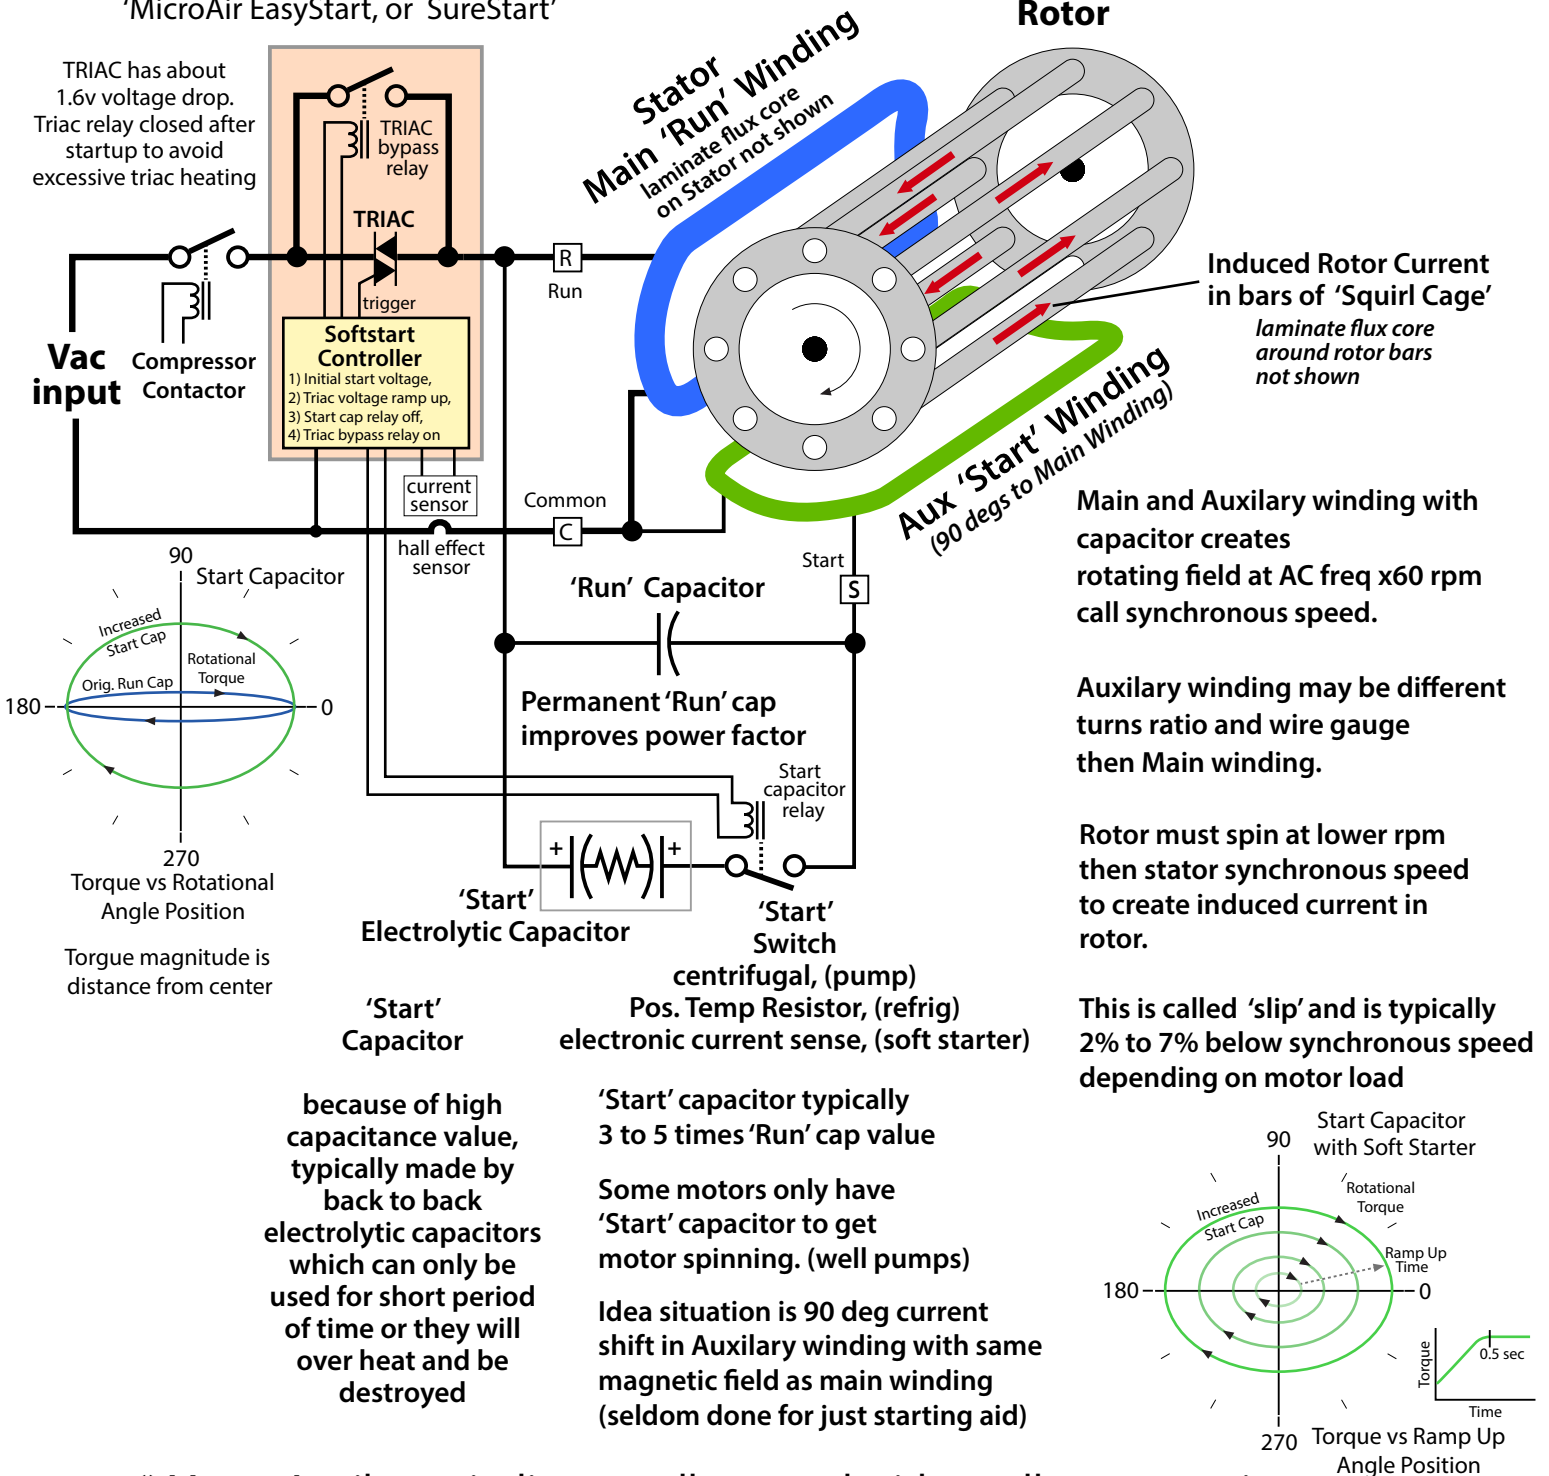 'MicroAir EasyStart, or 'SureStart'
Rotor
TRIAC has about
1.6v voltage drop.
Triac relay closed after
startup to avoid
excessive triac heating
TRIAC
bypass
relay
TRIAC
trigger
Stator
Main 'Run' Winding
laminate flux core
on Stator not shown
R
Run
Vac
input
Compressor
Contactor
Softstart
Controller
1) Initial start voltage,
2) Triac voltage ramp up,
3) Start cap relay off,
4) Triac bypass relay on
current
sensor
hall effect
sensor
Common
C
Induced Rotor Current
in bars of 'Squirl Cage'
laminate flux core
around rotor bars
not shown
Aux 'Start' Winding
(90 degs to Main Winding)
Start
S
'Run' Capacitor
Permanent 'Run' cap
improves power factor
Start
capacitor
relay
+
+
'Start'
Electrolytic Capacitor
'Start'
Switch
centrifugal, (pump)
Pos. Temp Resistor, (refrig)
electronic current sense, (soft starter)
90
Start Capacitor
Increased
Start Cap
Rotational
Torque
Orig. Run Cap
180
0
270
Torque vs Rotational
Angle Position
Torgue magnitude is
distance from center
'Start'
Capacitor
because of high
capacitance value,
typically made by
back to back
electrolytic capacitors
which can only be
used for short period
of time or they will
over heat and be
destroyed
'Start' capacitor typically
3 to 5 times 'Run' cap value
Some motors only have
'Start' capacitor to get
motor spinning. (well pumps)
Idea situation is 90 deg current
shift in Auxilary winding with same
magnetic field as main winding
(seldom done for just starting aid)
Main and Auxilary winding with
capacitor creates
rotating field at AC freq x60 rpm
call synchronous speed.
Auxilary winding may be different
turns ratio and wire gauge
then Main winding.
Rotor must spin at lower rpm
then stator synchronous speed
to create induced current in
rotor.
This is called 'slip' and is typically
2% to 7% below synchronous speed
depending on motor load
Start Capacitor
with Soft Starter
90
Increased
Start Cap
Rotational
Torque
Ramp Up
Time
180
0
270
Torque
0.5 sec
Time
Torque vs Ramp Up
Angle Position